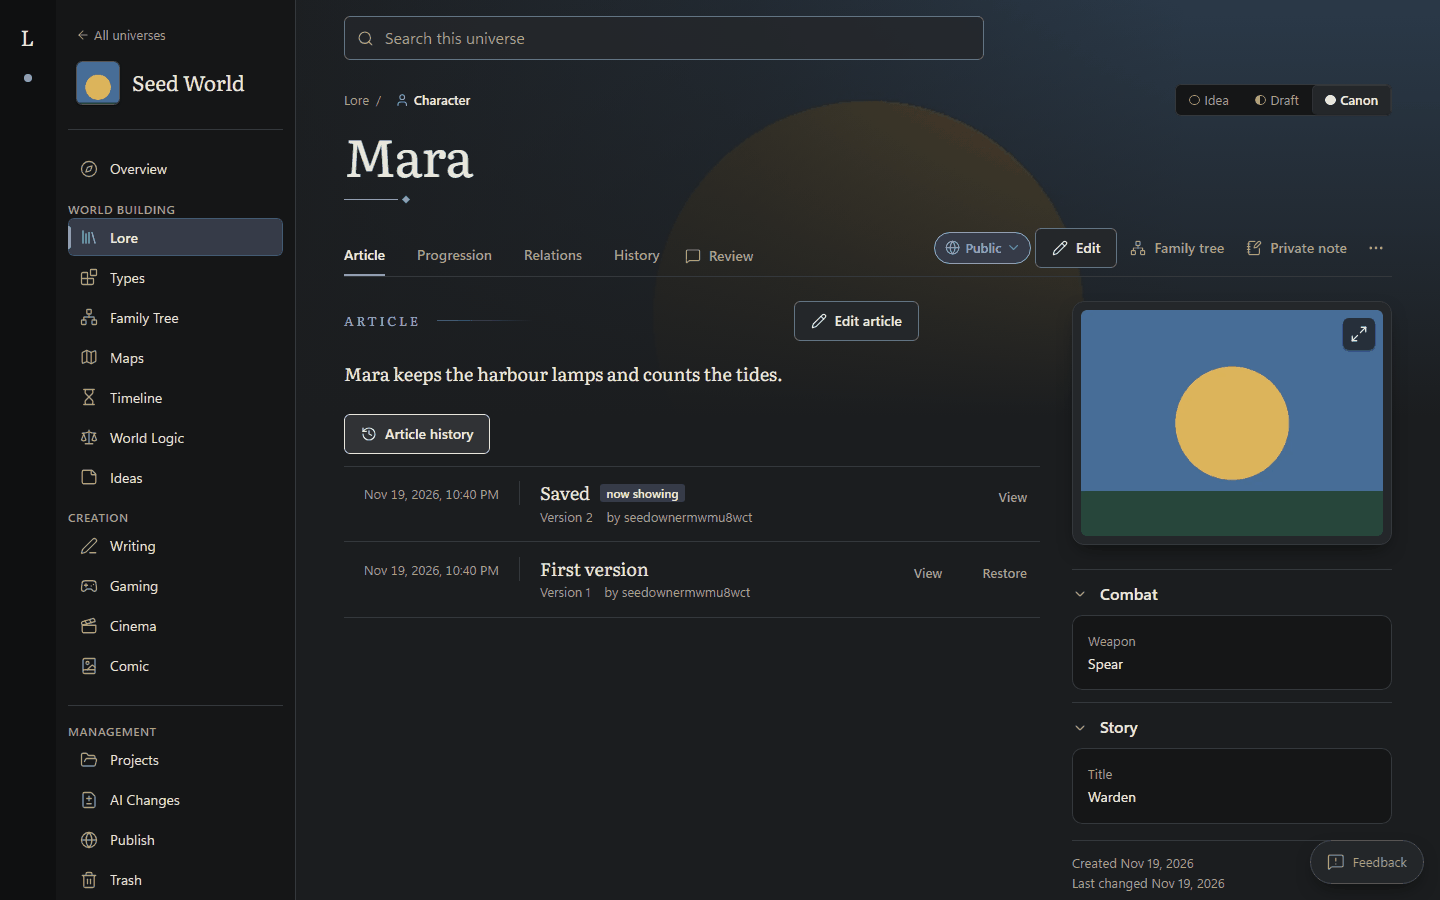 L
All universes
Seed World
Overview
WORLD BUILDING
Lore
Types
Family Tree
Maps
Timeline
World Logic
Ideas
CREATION
Writing
Gaming
Cinema
Comic
MANAGEMENT
Projects
AI Changes
Publish
Trash
Search this universe
Lore / Character
Idea Draft Canon
Mara
Article Progression Relations History Review
Public Edit Family tree Private note
ARTICLE
Edit article
Mara keeps the harbour lamps and counts the tides.
Article history
Nov 19, 2026, 10:40 PM Saved now showing View
Version 2 by seedownermwmu8wct
Nov 19, 2026, 10:40 PM First version View Restore
Version 1 by seedownermwmu8wct
Combat
Weapon
Spear
Story
Title
Warden
Created Nov 19, 2026
Last changed Nov 19, 2026
Feedback